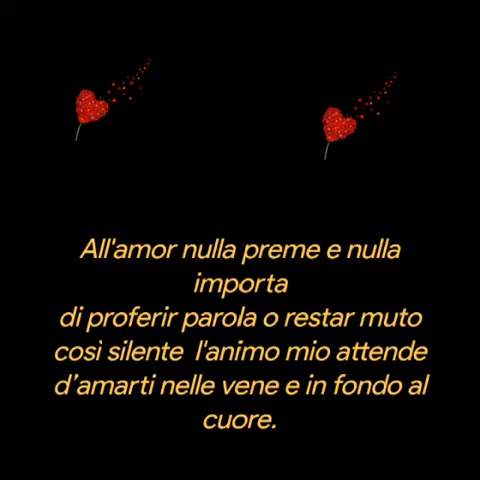 All'amor nulla preme e nulla
importa
di proferir parola o restar muto
così silente  l'animo mio attende
d’amarti nelle vene e in fondo al
cuore.